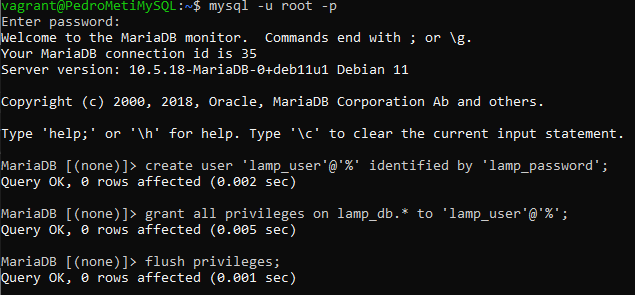 vagrant@PedroMetiMySQL:~$ mysql -u root -p
Enter password:
Welcome to the MariaDB monitor.  Commands end with ; or \g.
Your MariaDB connection id is 35
Server version: 10.5.18-MariaDB-0+deb11u1 Debian 11
Copyright (c) 2000, 2018, Oracle, MariaDB Corporation Ab and others.
Type 'help;' or '\h' for help. Type '\c' to clear the current input statement.
MariaDB [(none)]> create user 'lamp_user'@'%' identified by 'lamp_password';
Query OK, 0 rows affected (0.002 sec)
MariaDB [(none)]> grant all privileges on lamp_db.* to 'lamp_user'@'%';
Query OK, 0 rows affected (0.005 sec)
MariaDB [(none)]> flush privileges;
Query OK, 0 rows affected (0.001 sec)